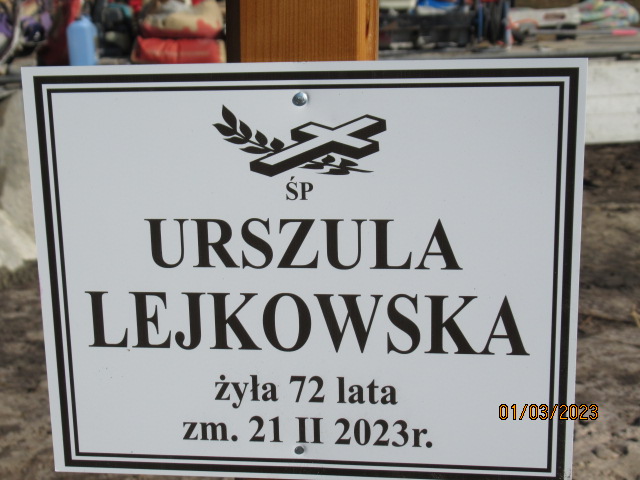 ŚP
URSZULA
LEJKOWSKA
żyła 72 lata
zm. 21 II 2023r.
01/03/2023